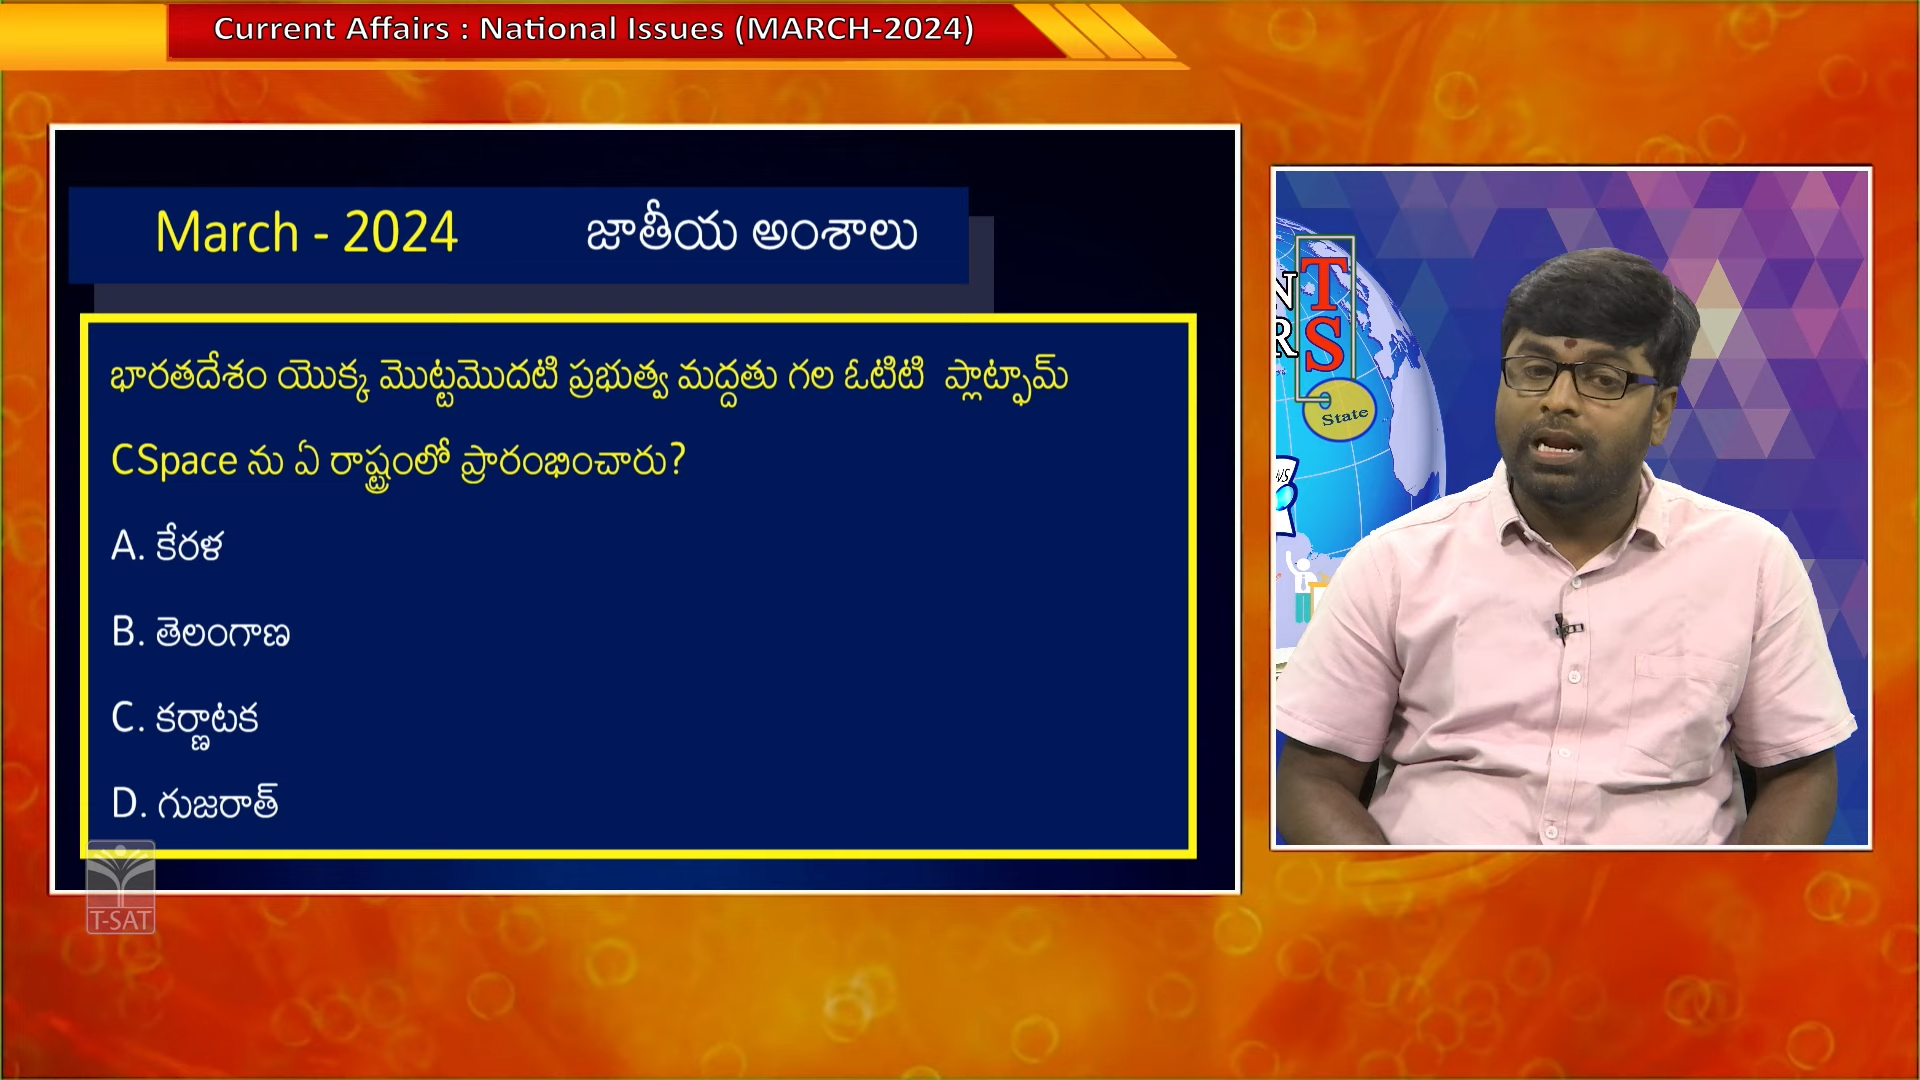 Current Affairs : National Issues (MARCH-2024)
March - 2024 జాతీయ అంశాలు
భారతదేశం యొక్క మొట్టమొదటి ప్రభుత్వ మద్దతు గల ఓటిటి ప్లాట్ఫామ్
CSpace ను ఏ రాష్ట్రంలో ప్రారంభించారు?
A. కేరళ
B. తెలంగాణ
C. కర్ణాటక
D. గుజరాత్
T-SAT
TS
State